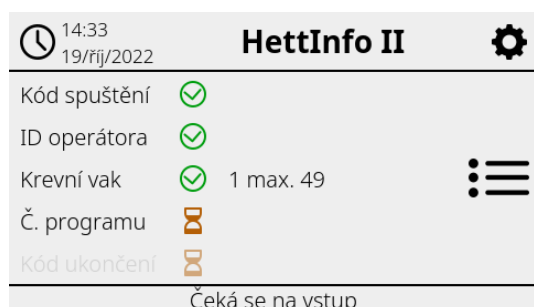 14:33
19/říj/2022
HettInfo II
Kód spuštění
ID operátora
Krevní vak 1 max. 49
Č. programu
Kód ukončení
Čeká se na vstup